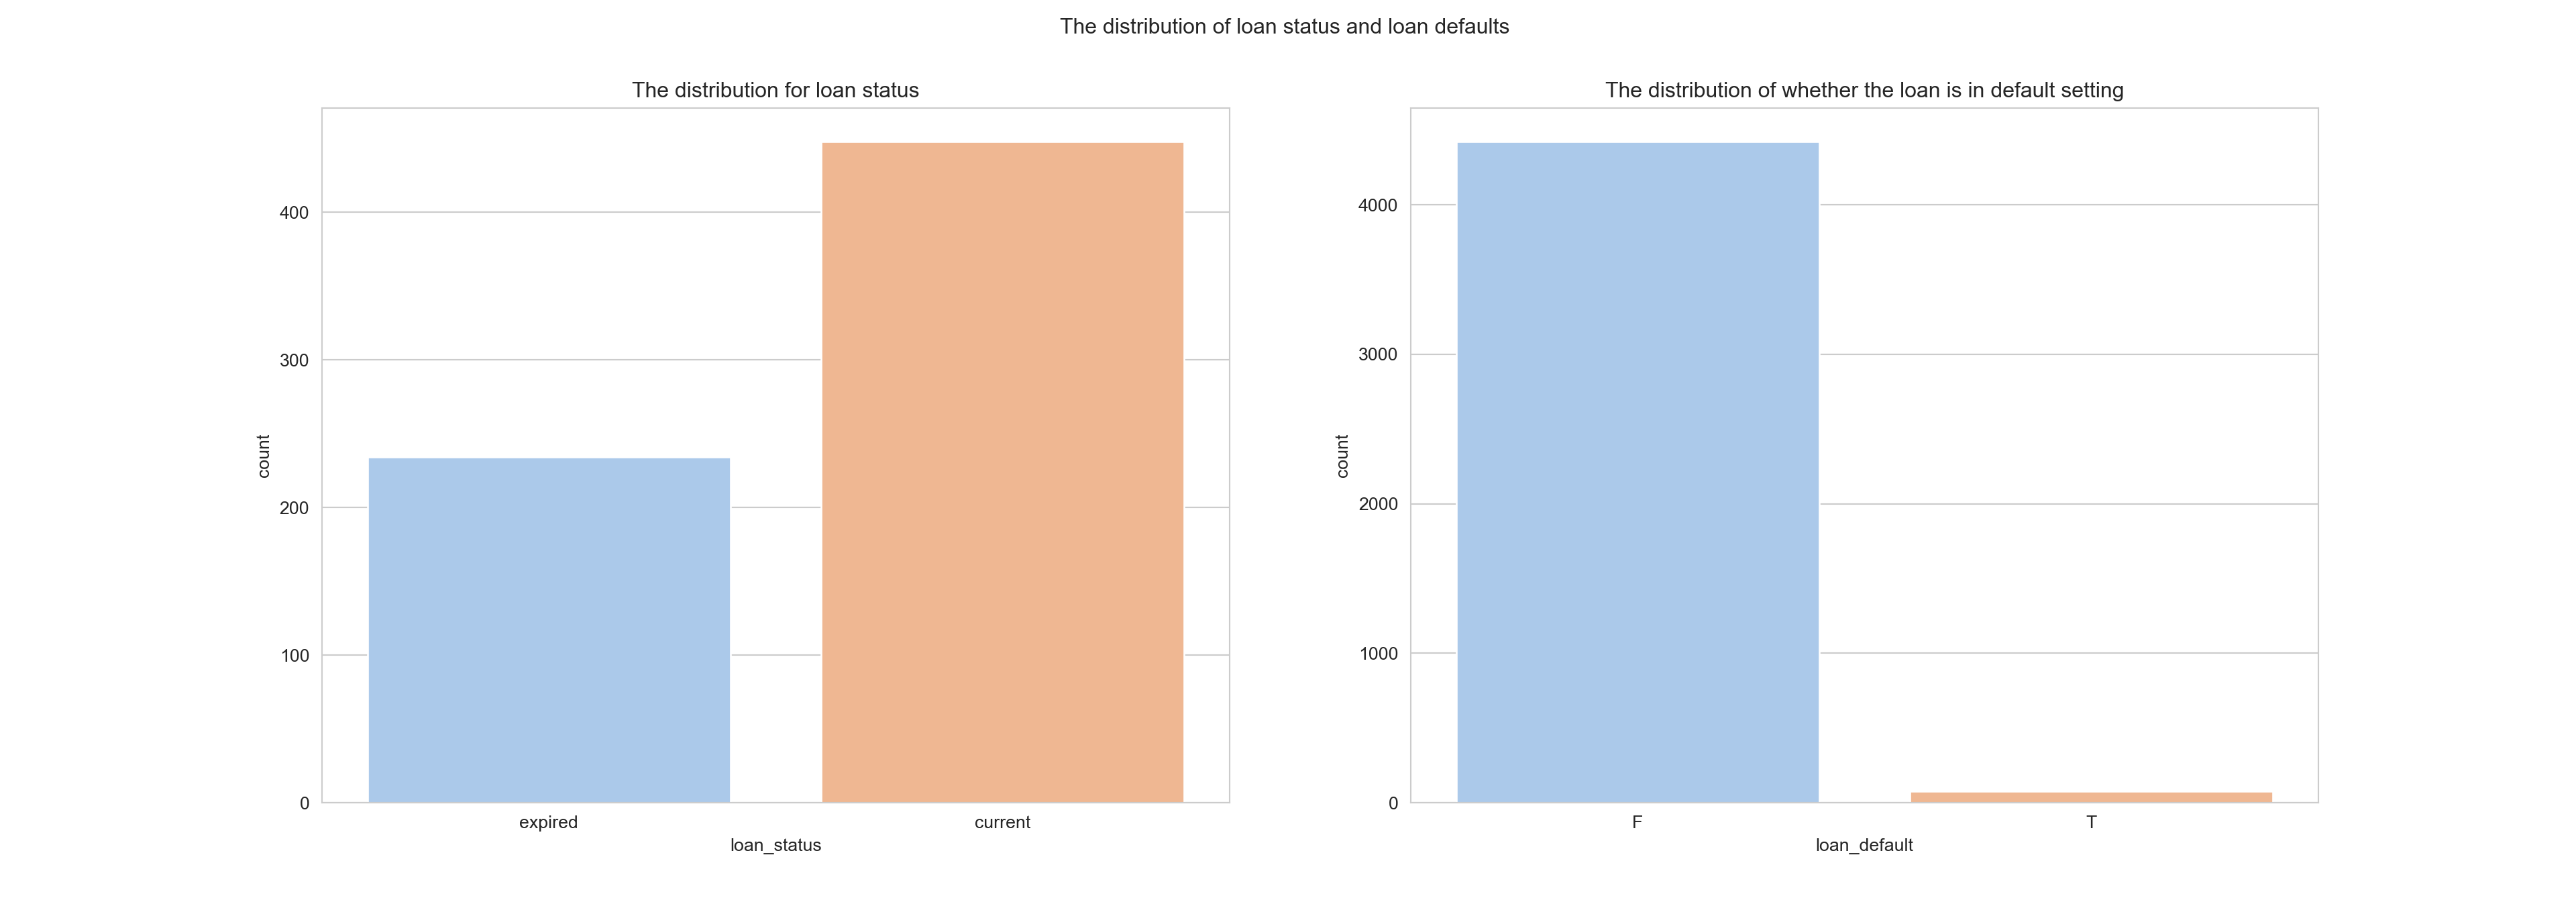 The distribution of loan status and loan defaults
The distribution for loan status
400
300
200
100
0
count
expired
current
loan_status
The distribution of whether the loan is in default setting
4000
3000
2000
1000
0
count
F
T
loan_default